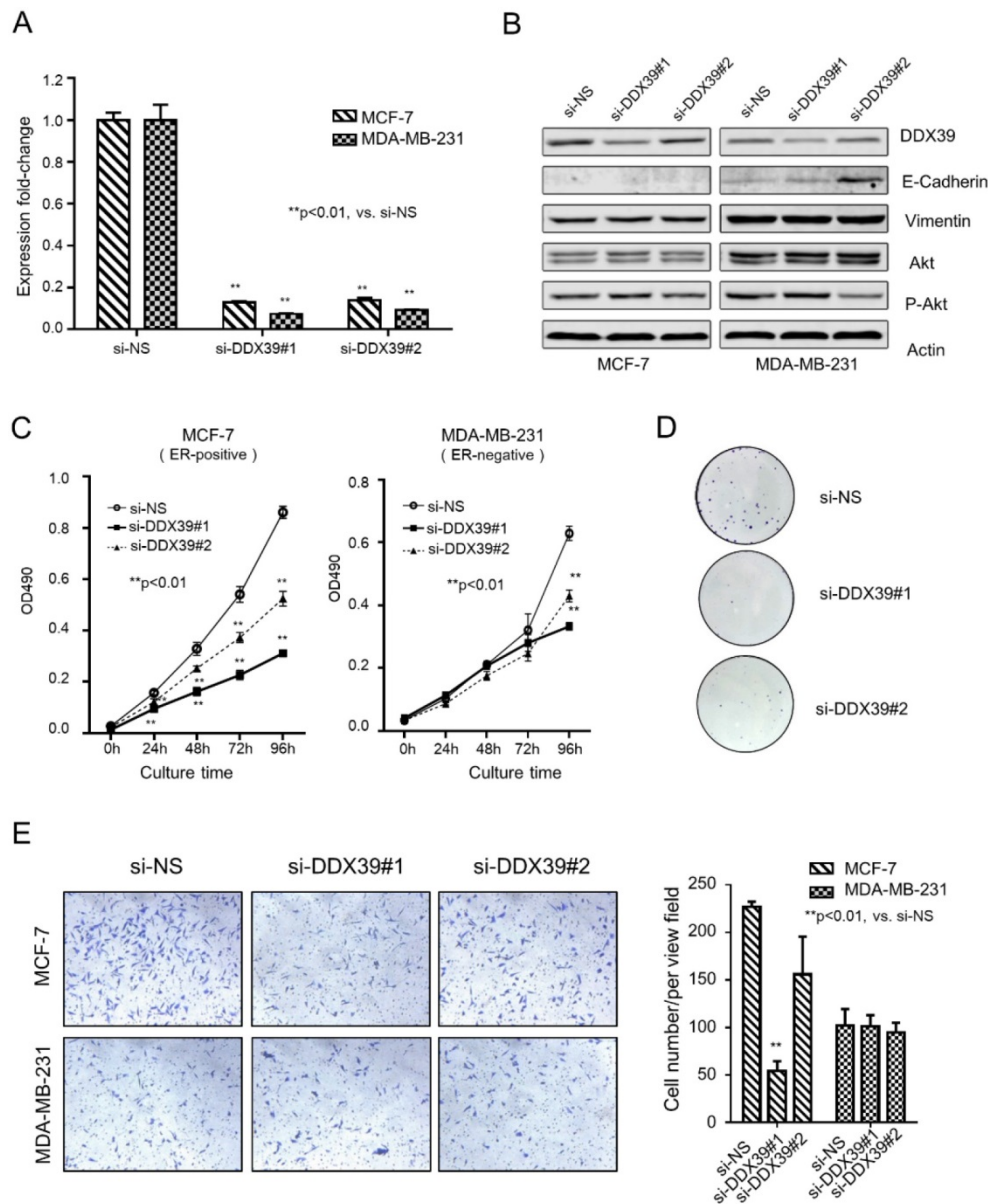 A
Expression fold-change
1.2
1.0
0.8
0.6
0.4
0.2
0.0
MCF-7
MDA-MB-231
**p<0.01, vs. si-NS
** ** ** **
si-NS si-DDX39#1 si-DDX39#2
B
si-NS si-DDX39#1 si-DDX39#2 si-NS si-DDX39#1 si-DDX39#2
DDX39
E-Cadherin
Vimentin
Akt
P-Akt
Actin
MCF-7 MDA-MB-231
C
MCF-7
( ER-positive )
OD490
1.0
0.8
0.6
0.4
0.2
0.0
si-NS
si-DDX39#1
si-DDX39#2
**p<0.01
** ** ** ** ** ** ** **
0h 24h 48h 72h 96h
Culture time
MDA-MB-231
( ER-negative )
OD490
0.8
0.6
0.4
0.2
0.0
si-NS
si-DDX39#1
si-DDX39#2
**p<0.01
**
**
0h 24h 48h 72h 96h
Culture time
D
si-NS
si-DDX39#1
si-DDX39#2
E
si-NS si-DDX39#1 si-DDX39#2
MCF-7
MDA-MB-231
Cell number/per view field
250
200
150
100
50
0
MCF-7
MDA-MB-231
**p<0.01, vs. si-NS
**
si-NS si-DDX39#1 si-DDX39#2 si-NS si-DDX39#1 si-DDX39#2